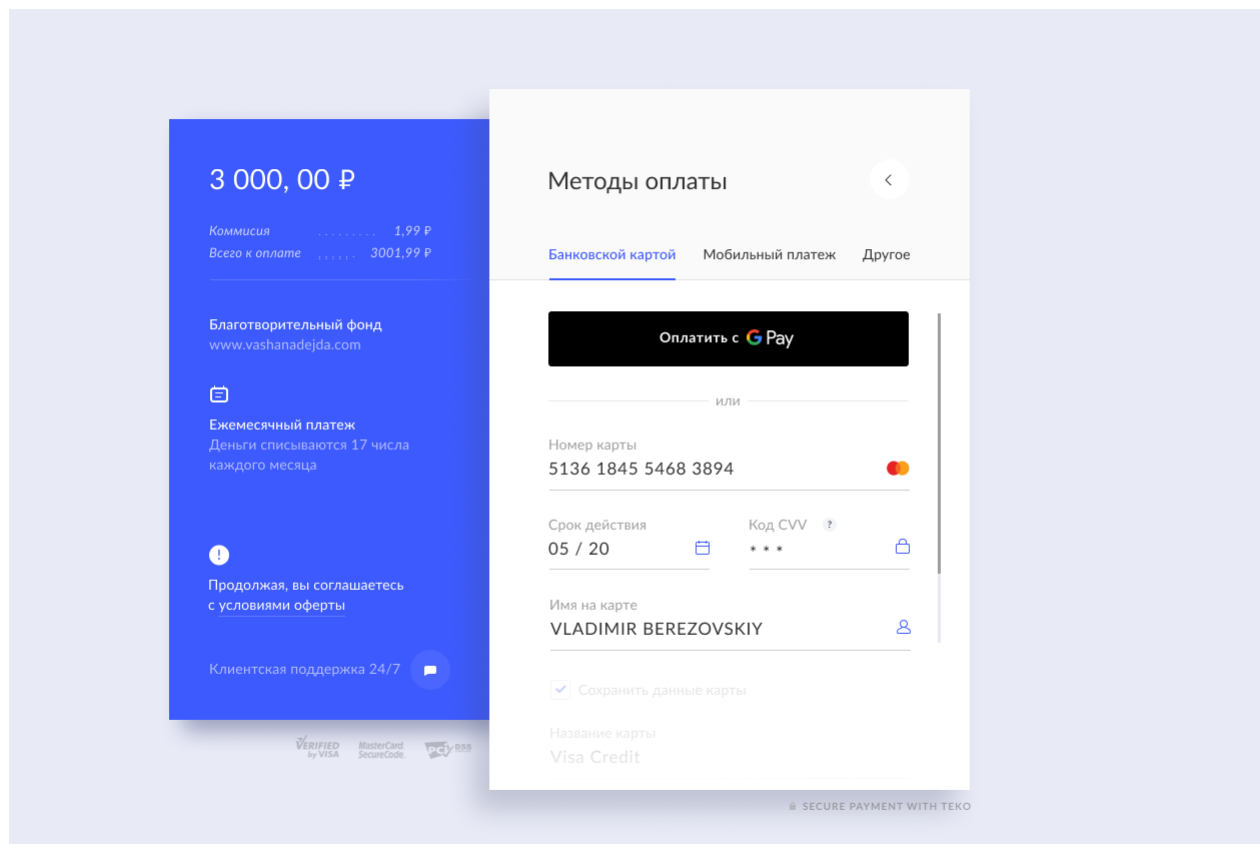 3 000, 00 ₽
Коммисия ......... 1,99 ₽
Всего к оплате ...... 3001,99 ₽
Благотворительный фонд
www.vashanadejda.com
Ежемесячный платеж
Деньги списываются 17 числа
каждого месяца
!
Продолжая, вы соглашаетесь
с условиями оферты
Клиентская поддержка 24/7
VERIFIED
by VISA
MasterCard.
SecureCode.
PCI DSS
Методы оплаты
Банковской картой Мобильный платеж Другое
Оплатить с G Pay
или
Номер карты
5136 1845 5468 3894
Срок действия Код CVV ?
05 / 20 * * *
Имя на карте
VLADIMIR BEREZOVSKIY
Сохранить данные карты
Название карты
Visa Credit
SECURE PAYMENT WITH TEKO